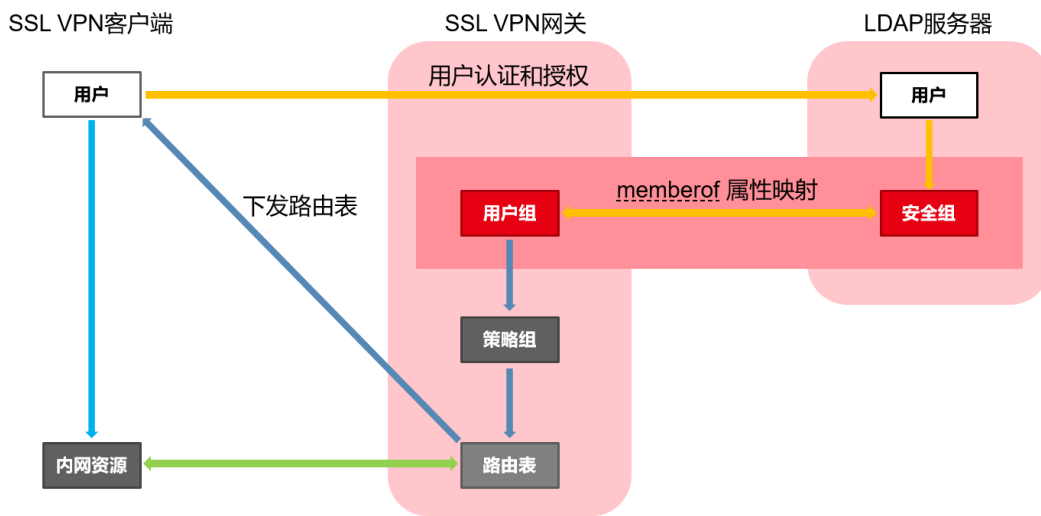 SSL VPN客户端
SSL VPN网关
LDAP服务器
用户认证和授权
用户
用户
memberof 属性映射
下发路由表
用户组
安全组
策略组
内网资源
路由表